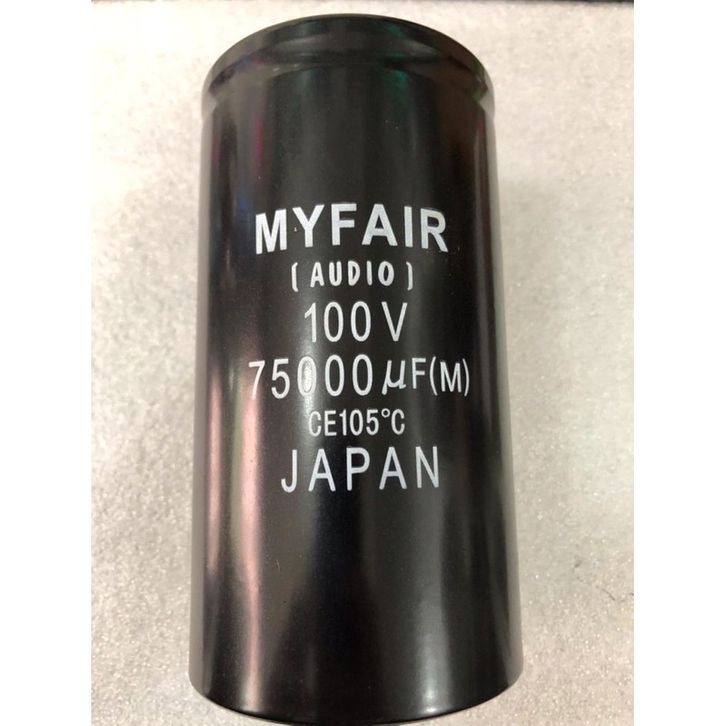 MYFAIR
(AUDIO)
100V
75000µF(M)
CE105°C
JAPAN